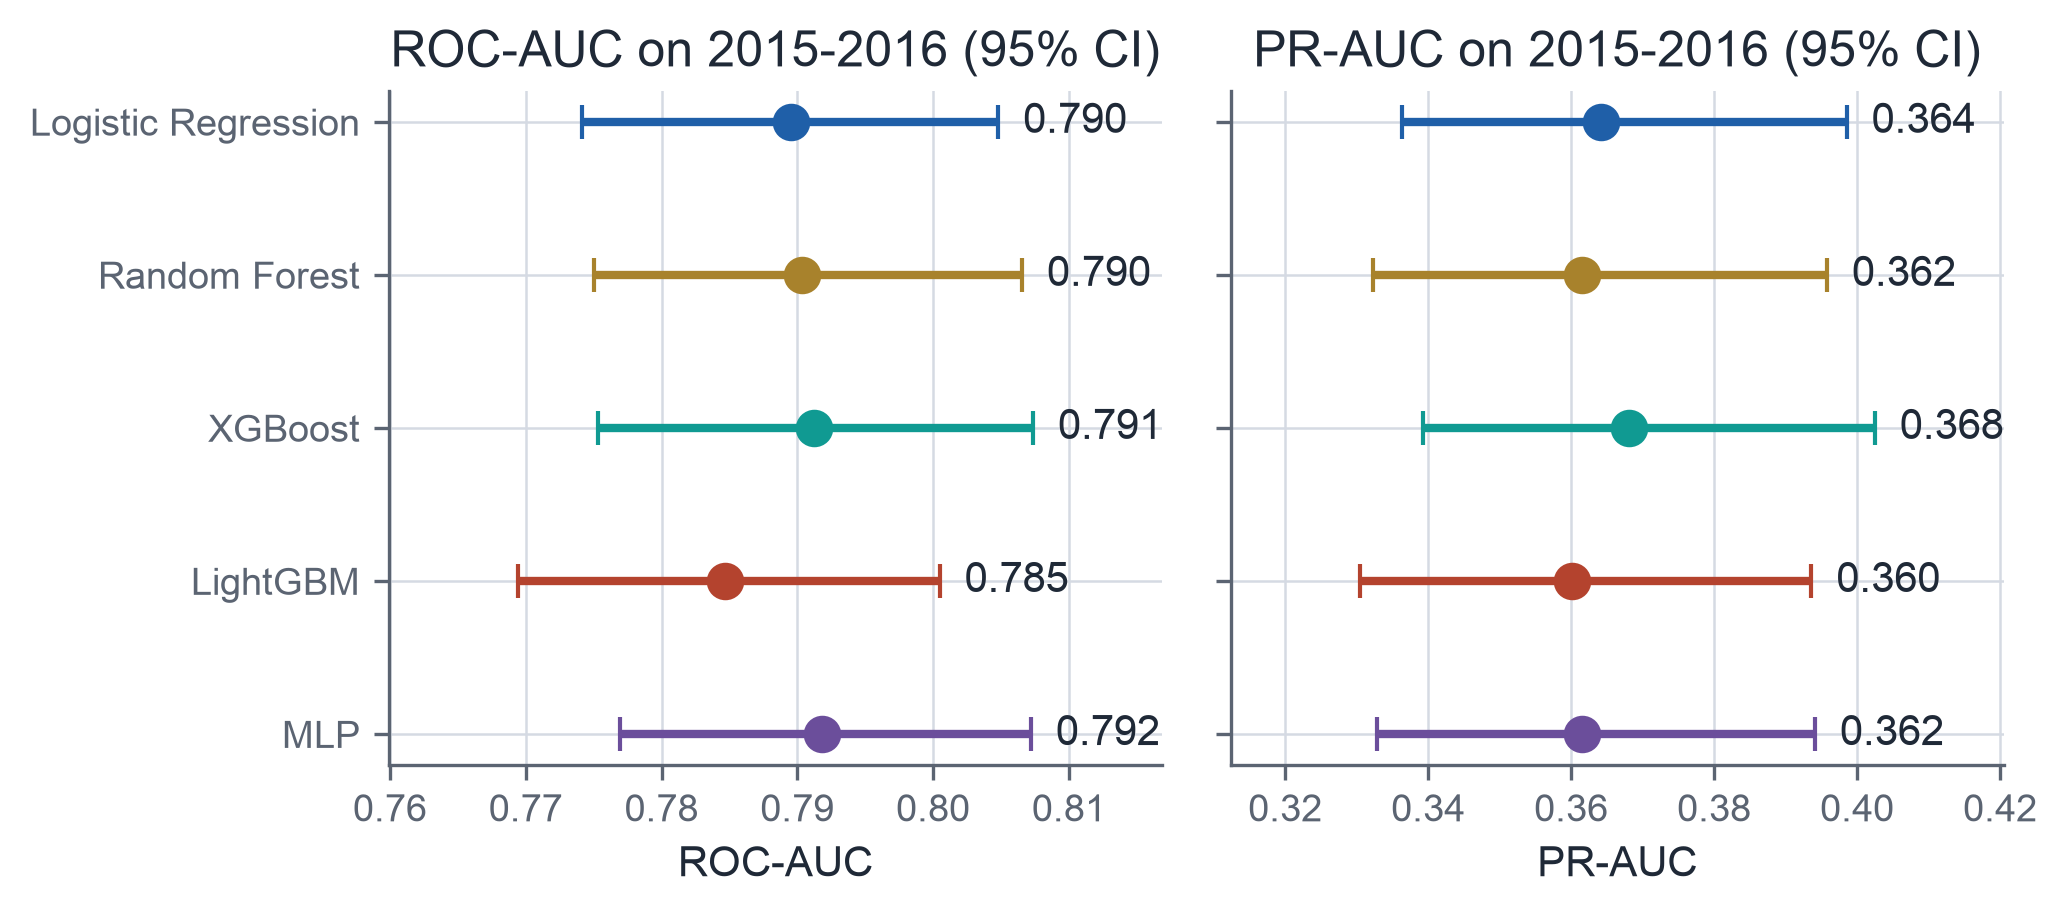 ROC-AUC on 2015-2016 (95% CI)
PR-AUC on 2015-2016 (95% CI)
Logistic Regression
0.790
0.364
Random Forest
0.790
0.362
XGBoost
0.791
0.368
LightGBM
0.785
0.360
MLP
0.792
0.362
0.76 0.77 0.78 0.79 0.80 0.81
0.32 0.34 0.36 0.38 0.40 0.42
ROC-AUC
PR-AUC